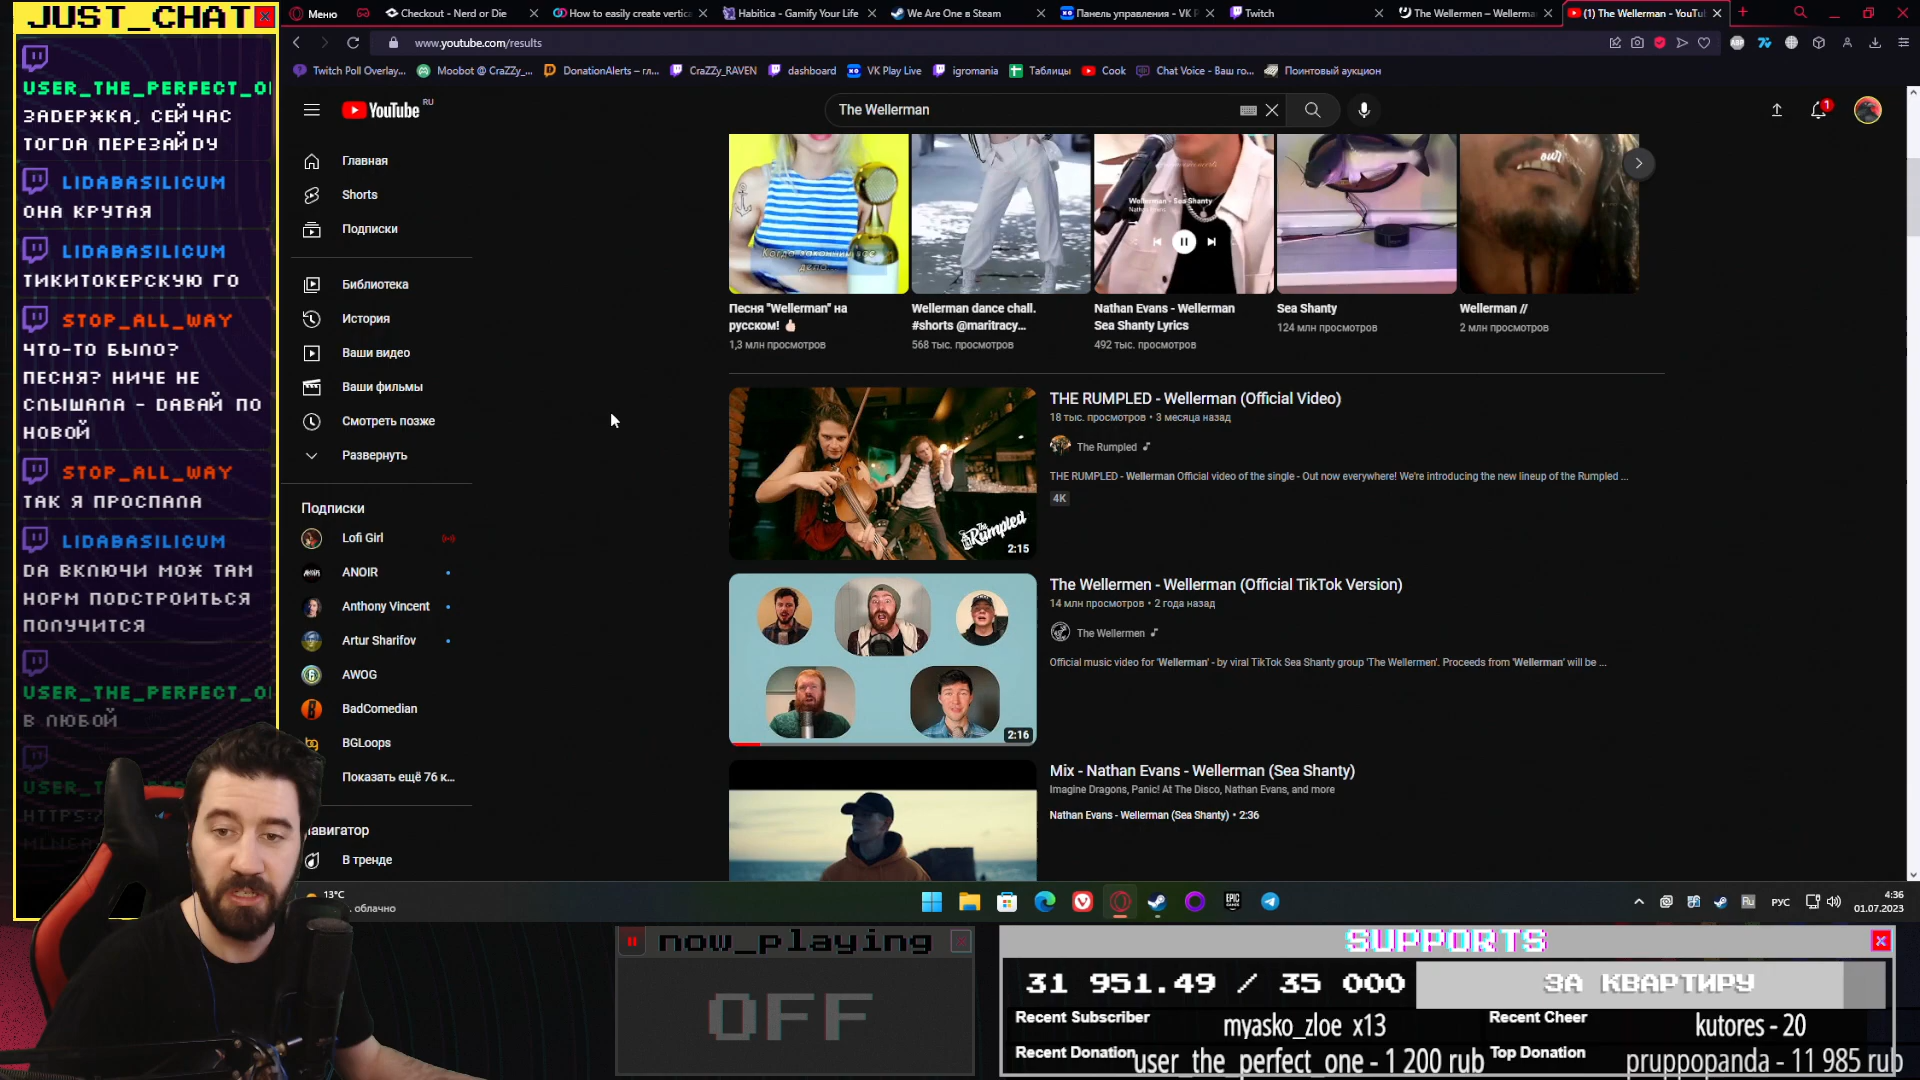 JUST_CHAT
USER_THE_PERFECT_O
ЗАДЕРЖКА, СЕЙЧАС
ТОГДА ПЕРЕЗАЙДУ
LIDABASILICUM
ОНА КРУТАЯ
LIDABASILICUM
ТИКИТОКЕРСКУЮ ГО
STOP_ALL_WAY
ЧТО-ТО БЫЛО?
ПЕСНЯ? НИЧЕ НЕ
СЛЫШАЛА - ДАВАЙ ПО
НОВОЙ
STOP_ALL_WAY
ТАК Я ПРОСПАЛА
LIDABASILICUM
ДА ВКЛЮЧИ МОЖ ТАМ
НОРМ ПОДСТРОИТЬСЯ
ПОЛУЧИТСЯ
USER_THE_PERFECT_O
В ЛЮБОЙ
Меню
Checkout - Nerd or Die
How to easily create vertica
Habitica - Gamify Your Life
We Are One в Steam
Панель управления - VK P
Twitch
The Wellermen – Wellerma
(1) The Wellerman - YouTu
www.youtube.com/results
Twitch Poll Overlay...
Moobot @ CraZZy_...
DonationAlerts – гл...
CraZZy_RAVEN
dashboard
VK Play Live
igromania
Таблицы
Cook
Chat Voice - Ваш го...
Поинтовый аукцион
YouTube RU
The Wellerman
1
Главная
Shorts
Подписки
Библиотека
История
Ваши видео
Ваши фильмы
Смотреть позже
Развернуть
Подписки
Lofi Girl
ANOIR
Anthony Vincent
Artur Sharifov
AWOG
BadComedian
BGLoops
Показать ещё 76 к...
Навигатор
В тренде
Wellerman - Sea Shanty
Песня "Wellerman" на
русском!
1,3 млн просмотров
Wellerman dance chall.
#shorts @maritracy...
568 тыс. просмотров
Nathan Evans - Wellerman
Sea Shanty Lyrics
492 тыс. просмотров
Sea Shanty
124 млн просмотров
Wellerman //
2 млн просмотров
The Rumpled
2:15
THE RUMPLED - Wellerman (Official Video)
18 тыс. просмотров • 3 месяца назад
The Rumpled
THE RUMPLED - Wellerman Official video of the single - Out now everywhere! We're introducing the new lineup of the Rumpled ...
4K
2:16
The Wellermen - Wellerman (Official TikTok Version)
14 млн просмотров • 2 года назад
The Wellermen
Official music video for 'Wellerman' - by viral TikTok Sea Shanty group 'The Wellermen'. Proceeds from 'Wellerman' will be ...
Mix - Nathan Evans - Wellerman (Sea Shanty)
Imagine Dragons, Panic! At The Disco, Nathan Evans, and more
Nathan Evans - Wellerman (Sea Shanty) • 2:36
13°C
облачно
EPIC GAMES
Ru
РУС
4:36
01.07.2023
now_playing
OFF
SUPPORTS
31 951.49 / 35 000
ЗА КВАРТИРУ
Recent Subscriber
myasko_zloe x13
Recent Cheer
kutores - 20
Recent Donation
user_the_perfect_one - 1 200 rub
Top Donation
pruppopanda - 11 985 rub